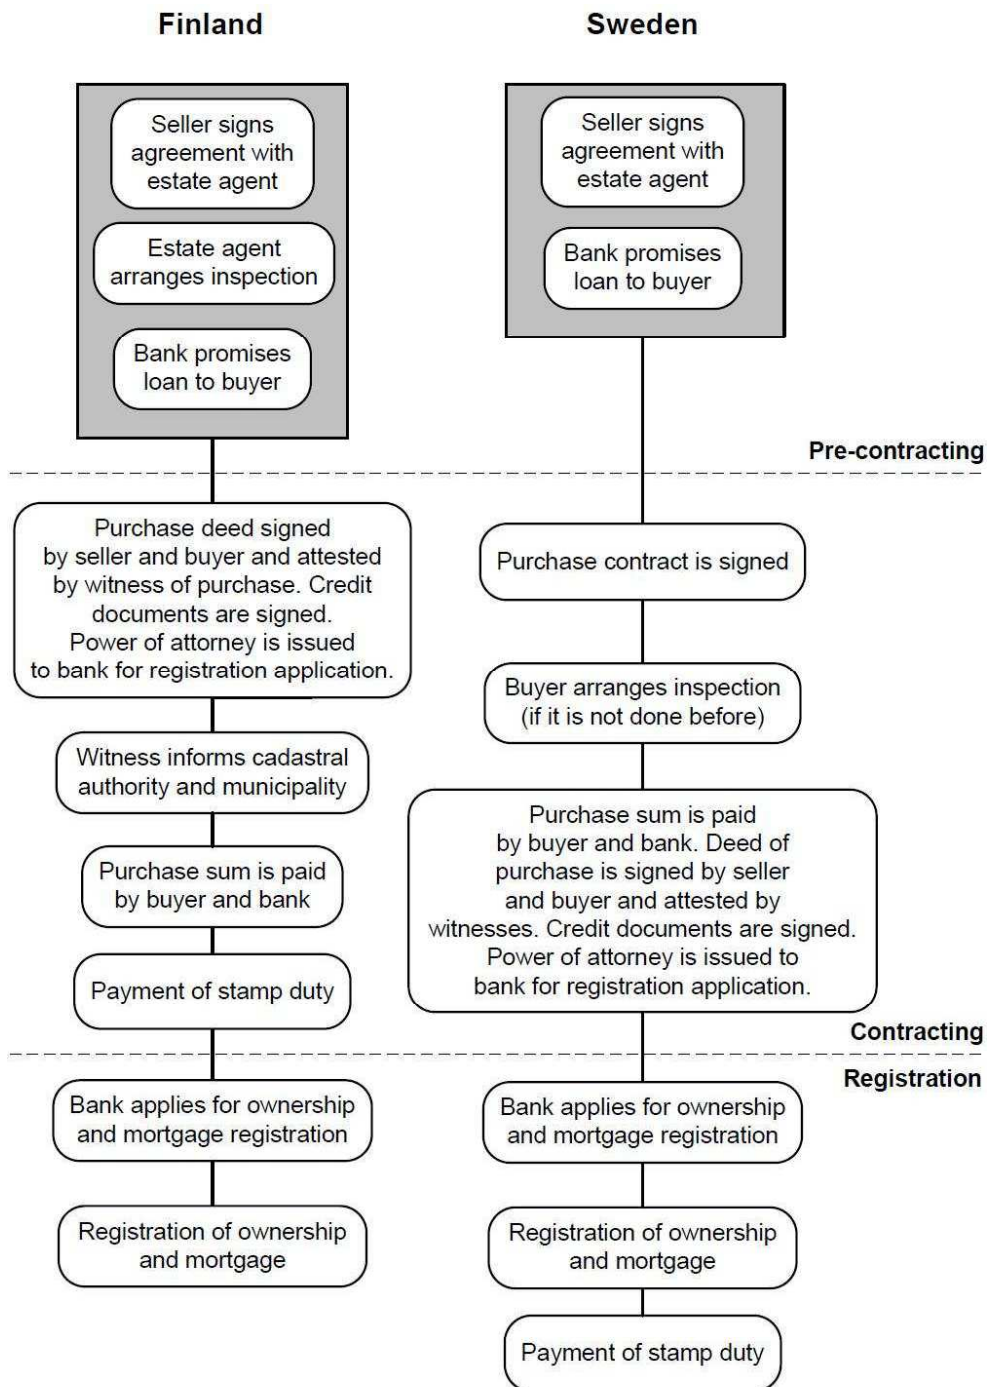 Finland
Seller signs
agreement with
estate agent
Estate agent
arranges inspection
Bank promises
loan to buyer
Purchase deed signed
by seller and buyer and attested
by witness of purchase. Credit
documents are signed.
Power of attorney is issued
to bank for registration application.
Witness informs cadastral
authority and municipality
Purchase sum is paid
by buyer and bank
Payment of stamp duty
Bank applies for ownership
and mortgage registration
Registration of ownership
and mortgage
Sweden
Seller signs
agreement with
estate agent
Bank promises
loan to buyer
Purchase contract is signed
Buyer arranges inspection
(if it is not done before)
Purchase sum is paid
by buyer and bank. Deed of
purchase is signed by seller
and buyer and attested by
witnesses. Credit documents are signed.
Power of attorney is issued to
bank for registration application.
Bank applies for ownership
and mortgage registration
Registration of ownership
and mortgage
Payment of stamp duty
Pre-contracting
Contracting
Registration